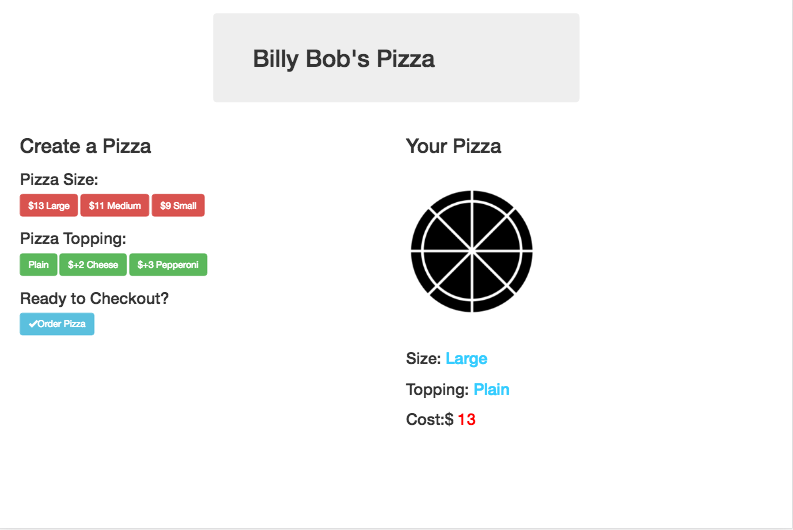 Billy Bob's Pizza
Create a Pizza
Pizza Size:
$13 Large $11 Medium $9 Small
Pizza Topping:
Plain $+2 Cheese $+3 Pepperoni
Ready to Checkout?
Order Pizza
Your Pizza
Size: Large
Topping: Plain
Cost:$ 13